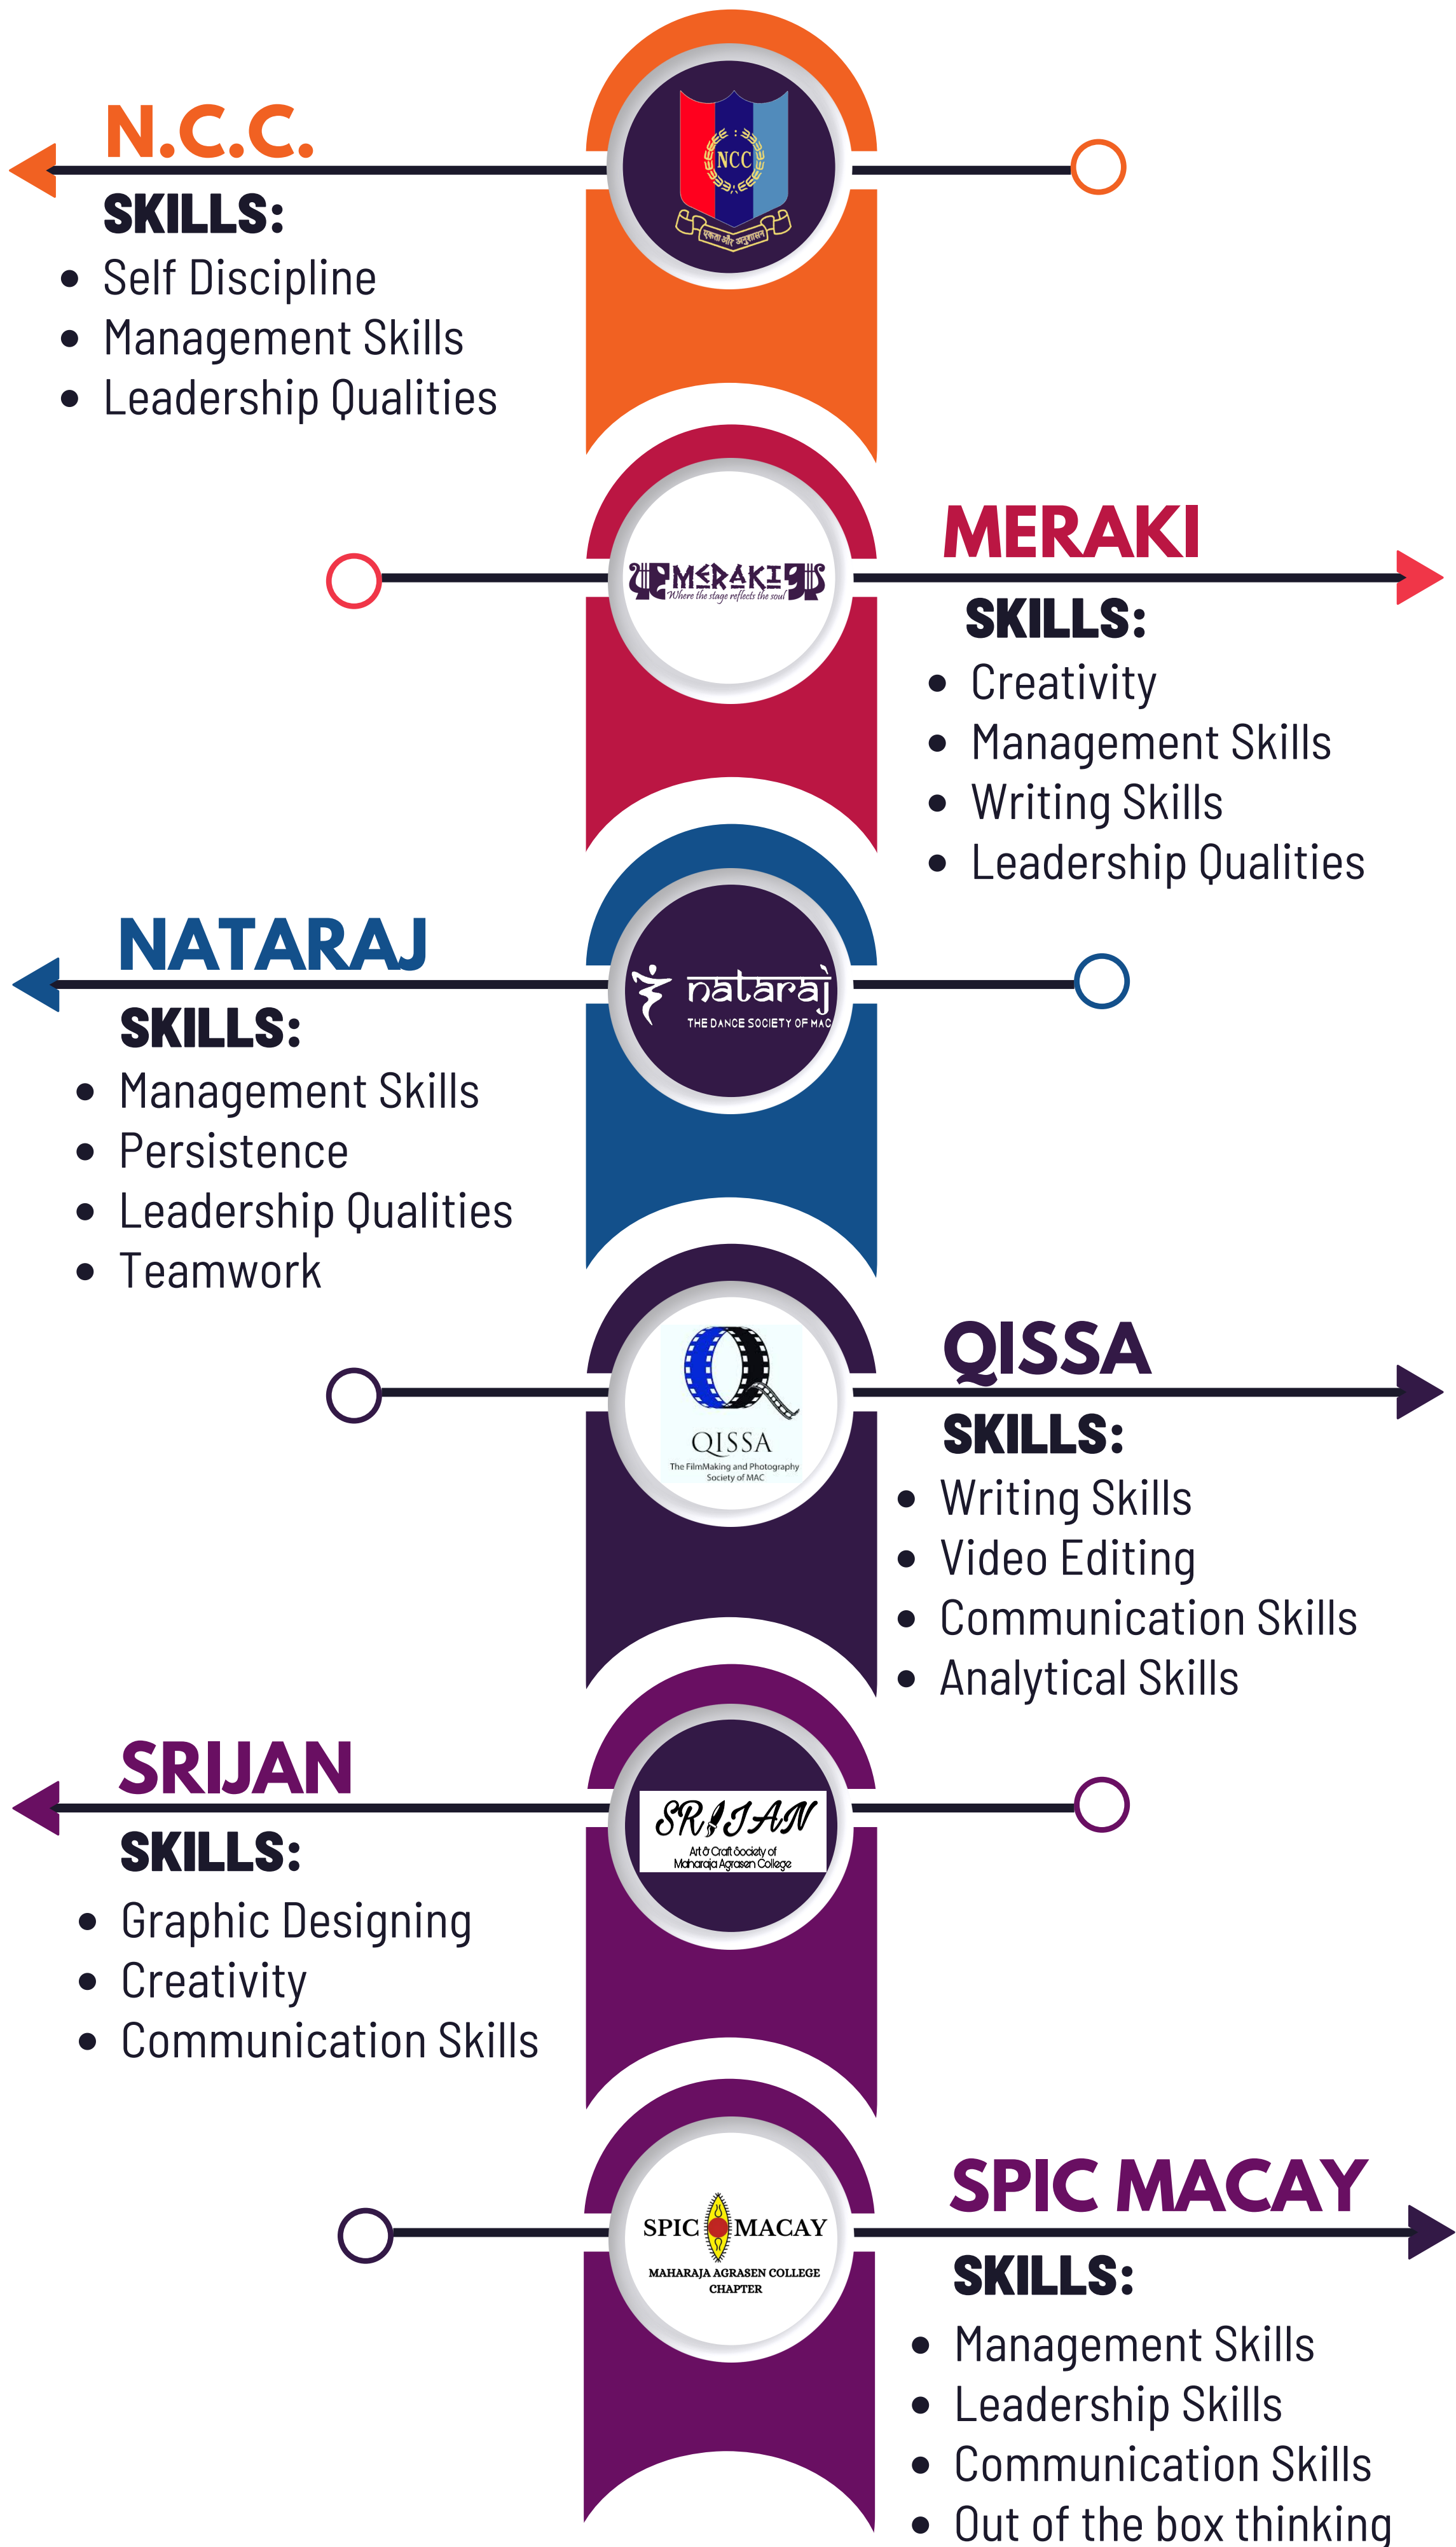 N.C.C.
NCC
एकता और अनुशासन
SKILLS:
Self Discipline
Management Skills
Leadership Qualities
MERAKI
MERAKI
Where the stage reflects the soul
SKILLS:
Creativity
Management Skills
Writing Skills
Leadership Qualities
NATARAJ
nataraj
THE DANCE SOCIETY OF MAC
SKILLS:
Management Skills
Persistence
Leadership Qualities
Teamwork
QISSA
QISSA
The FilmMaking and Photography
Society of MAC
SKILLS:
Writing Skills
Video Editing
Communication Skills
Analytical Skills
SRIJAN
SRIJAN
Art & Craft Society of
Maharaja Agrasen College
SKILLS:
Graphic Designing
Creativity
Communication Skills
SPIC MACAY
SPIC MACAY
MAHARAJA AGRASEN COLLEGE
CHAPTER
SKILLS:
Management Skills
Leadership Skills
Communication Skills
Out of the box thinking